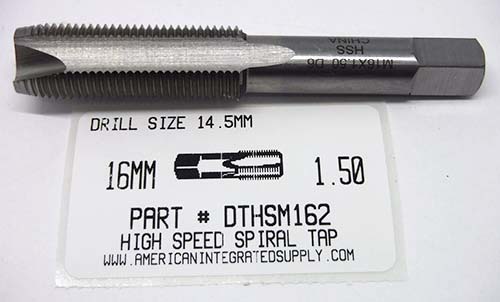 M16X1.50 D6
HSS
CHINA
DRILL SIZE 14.5MM
16MM 1.50
PART # DTHSM162
HIGH SPEED SPIRAL TAP
WWW.AMERICANINTEGRATEDSUPPLY.COM